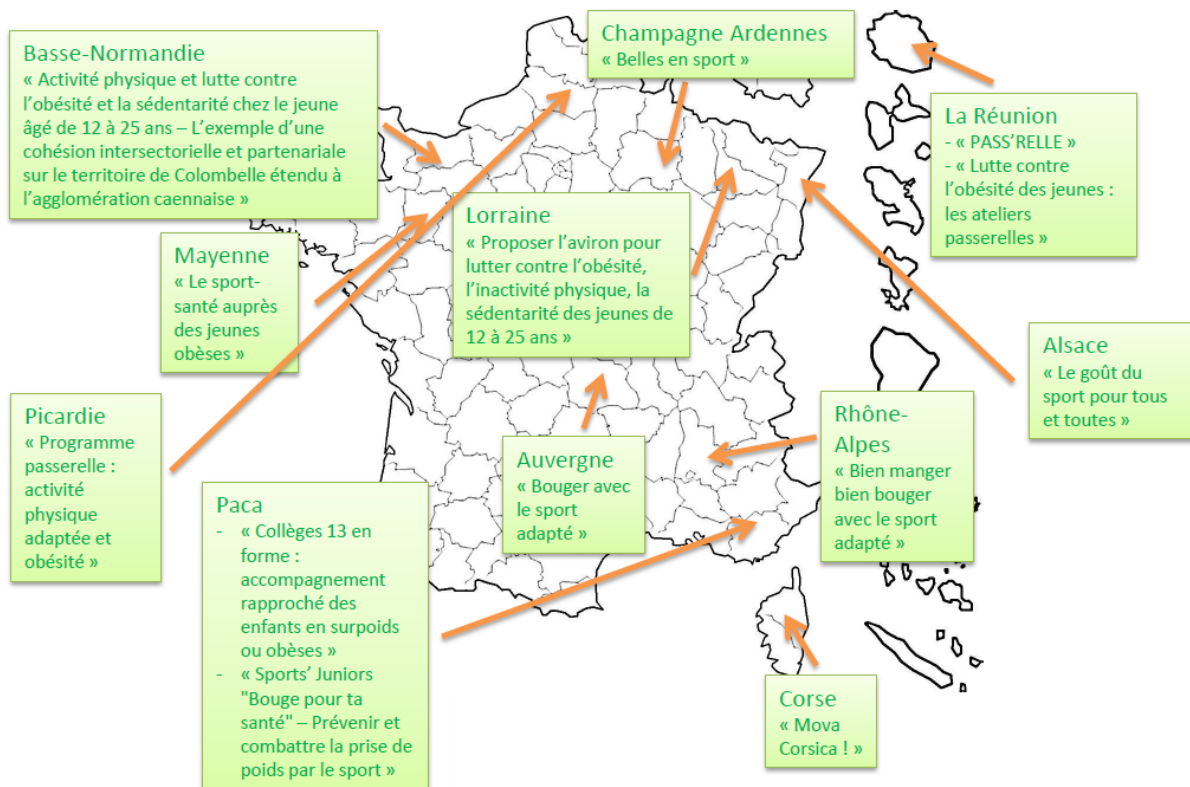 Basse-Normandie
« Activité physique et lutte contre
l’obésité et la sédentarité chez le jeune
âgé de 12 à 25 ans – L’exemple d’une
cohésion intersectorielle et partenariale
sur le territoire de Colombelle étendu à
l’agglomération caennaise »
Champagne Ardennes
« Belles en sport »
La Réunion
- « PASS’RELLE »
- « Lutte contre
l’obésité des jeunes :
les ateliers
passerelles »
Mayenne
« Le sport-
santé auprès
des jeunes
obèses »
Lorraine
« Proposer l’aviron pour
lutter contre l’obésité,
l’inactivité physique, la
sédentarité des jeunes de
12 à 25 ans »
Alsace
« Le goût du
sport pour tous
et toutes »
Picardie
« Programme
passerelle :
activité
physique
adaptée et
obésité »
Auvergne
« Bouger avec
le sport
adapté »
Rhône-
Alpes
« Bien manger
bien bouger
avec le sport
adapté »
Paca
- « Collèges 13 en
forme :
accompagnement
rapproché des
enfants en surpoids
ou obèses »
- « Sports’ Juniors
"Bouge pour ta
santé" – Prévenir et
combattre la prise de
poids par le sport »
Corse
« Mova
Corsica ! »